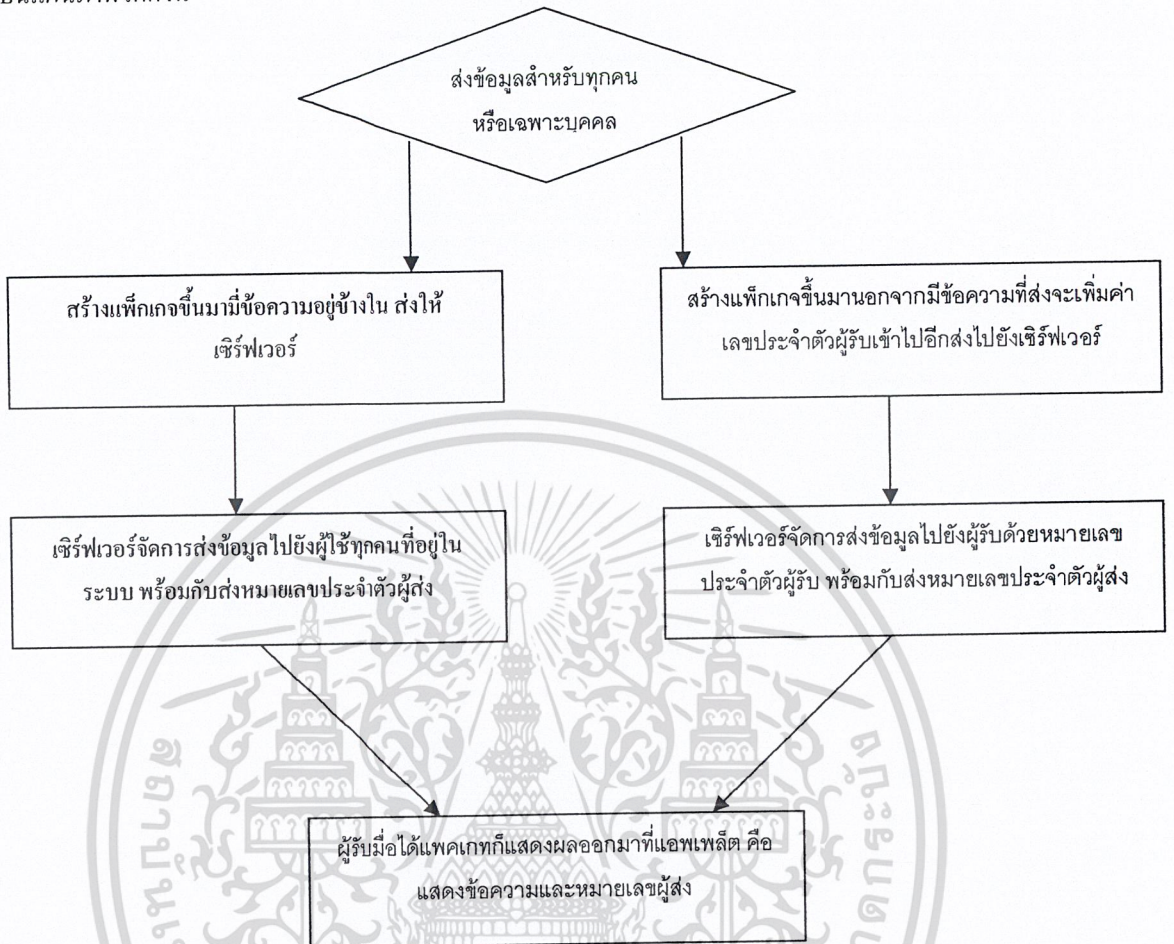 ส่งข้อมูลสำหรับทุกคน
หรือเฉพาะบุคคล
สร้างแพ็กเกจขึ้นมามี่ข้อความอยู่ข้างใน ส่งให้
เซิร์ฟเวอร์
สร้างแพ็กเกจขึ้นมานอกจากมีข้อความที่ส่งจะเพิ่มค่า
เลขประจำตัวผู้รับเข้าไปอีกส่งไปยังเซิร์ฟเวอร์
เซิร์ฟเวอร์จัดการส่งข้อมูลไปยังผู้ใช้ทุกคนที่อยู่ใน
ระบบ พร้อมกับส่งหมายเลขประจำตัวผู้ส่ง
เซิร์ฟเวอร์จัดการส่งข้อมูลไปยังผู้รับด้วยหมายเลข
ประจำตัวผู้รับ พร้อมกับส่งหมายเลขประจำตัวผู้ส่ง
ผู้รับมื่อได้แพคเกทก็แสดงผลออกมาที่แอพเพล็ต คือ
แสดงข้อความและหมายเลขผู้ส่ง